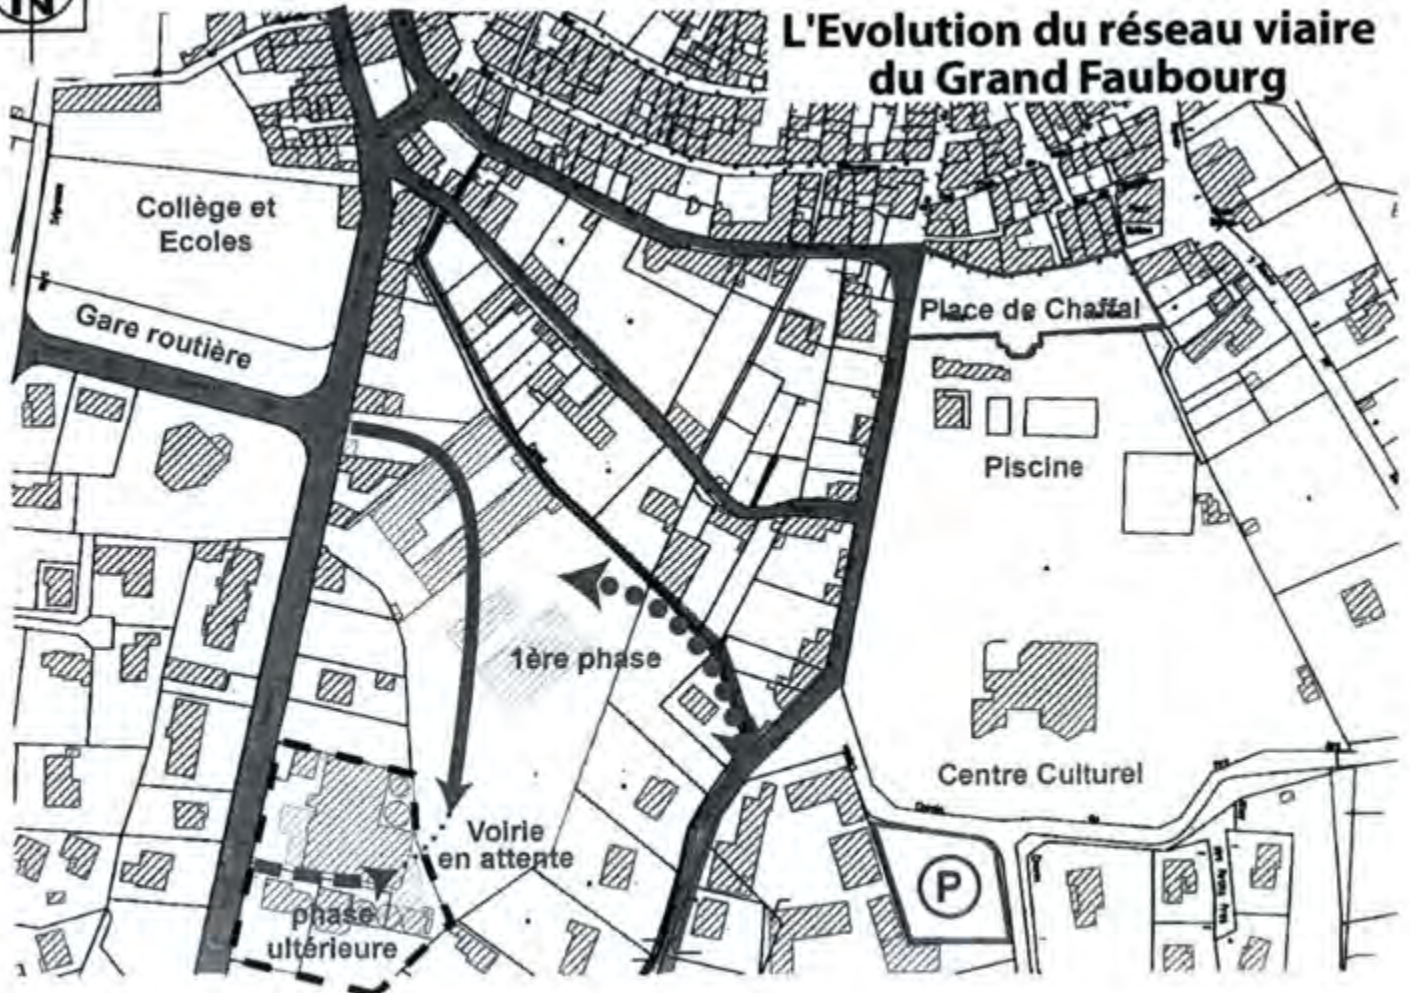 L'Evolution du réseau viaire
du Grand Faubourg
IN
Collège et
Ecoles
Gare routière
Place de Chaffal
Piscine
1ère phase
Centre Culturel
Voirie
en attente
P
phase
ultérieure